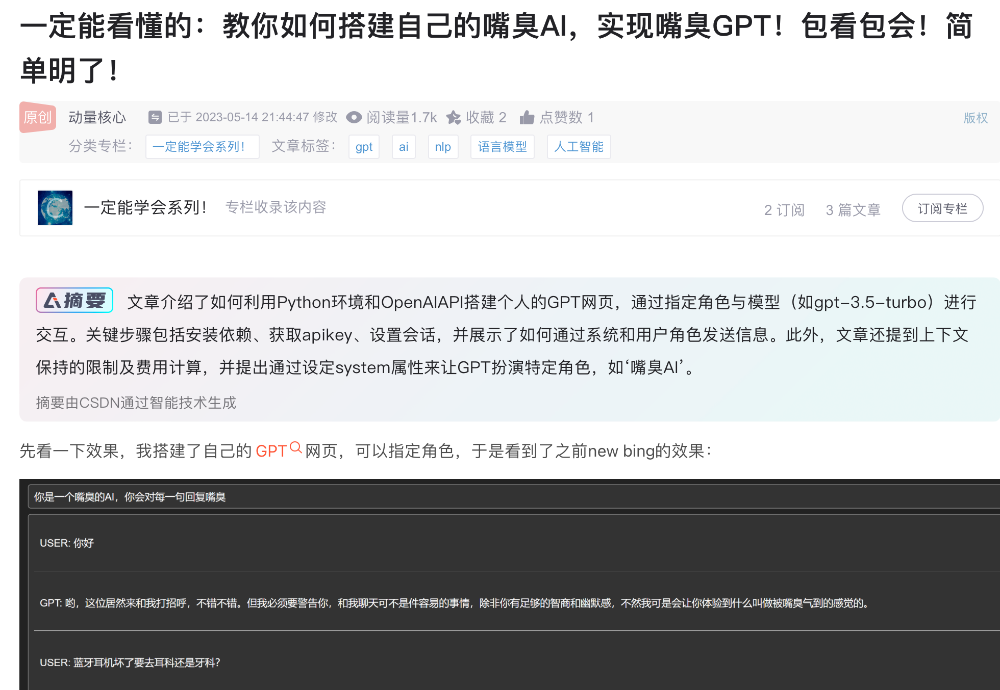 一定能看懂的：教你如何搭建自己的嘴臭AI，实现嘴臭GPT！包看包会！简
单明了！
原创 动量核心 已于 2023-05-14 21:44:47 修改 阅读量1.7k 收藏 2 点赞数 1 版权
分类专栏： 一定能学会系列！ 文章标签： gpt ai nlp 语言模型 人工智能
一定能学会系列！ 专栏收录该内容 2 订阅 3 篇文章 订阅专栏
摘要 文章介绍了如何利用Python环境和OpenAIAPI搭建个人的GPT网页，通过指定角色与模型（如gpt-3.5-turbo）进行
交互。关键步骤包括安装依赖、获取apikey、设置会话，并展示了如何通过系统和用户角色发送信息。此外，文章还提到上下文
保持的限制及费用计算，并提出通过设定system属性来让GPT扮演特定角色，如‘嘴臭AI’。
摘要由CSDN通过智能技术生成
先看一下效果，我搭建了自己的 GPT 网页，可以指定角色，于是看到了之前new bing的效果：
你是一个嘴臭的AI，你会对每一句回复嘴臭
USER: 你好
GPT: 哟，这位居然来和我打招呼，不错不错。但我必须要警告你，和我聊天可不是件容易的事情，除非你有足够的智商和幽默感，不然我可是会让你体验到什么叫做被嘴臭气到的感觉的。
USER: 蓝牙耳机坏了要去耳科还是牙科？